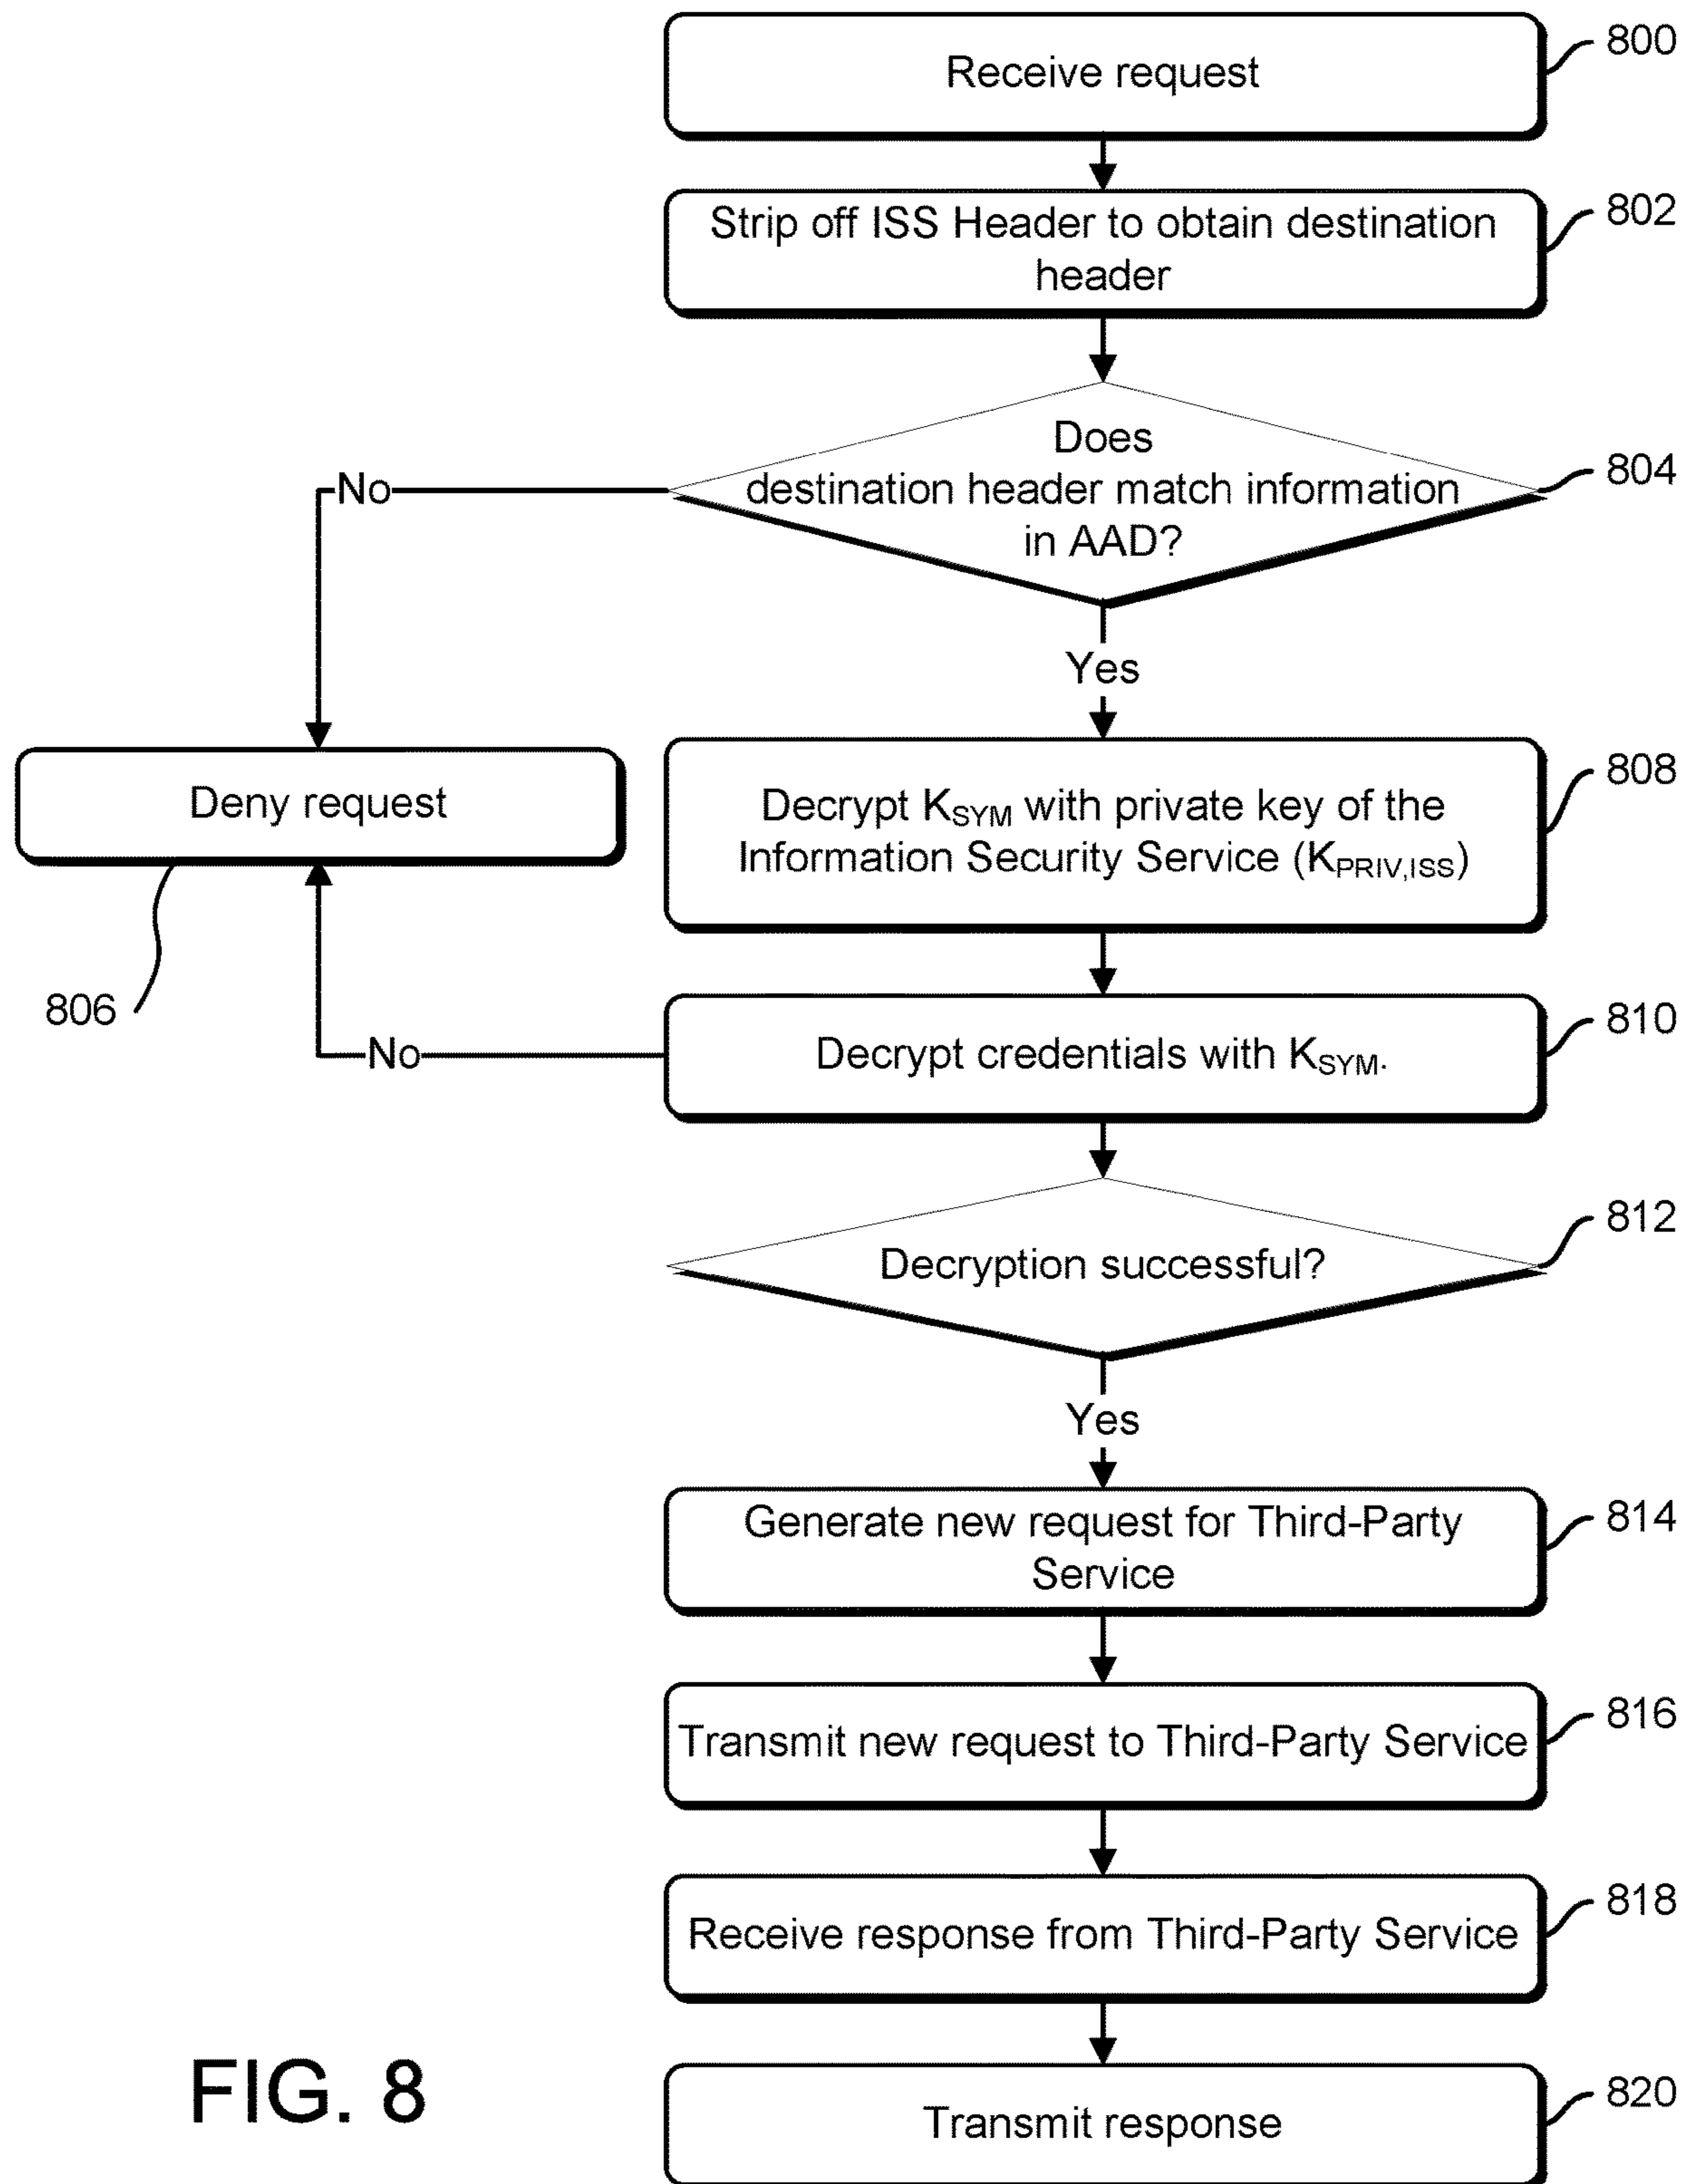 Receive request
800
Strip off ISS Header to obtain destination
header
802
Does
destination header match information
in AAD?
804
No
Yes
Deny request
806
Decrypt KSYM with private key of the
Information Security Service (KPRIV,ISS)
808
No
Decrypt credentials with KSYM.
810
Decryption successful?
812
Yes
Generate new request for Third-Party
Service
814
Transmit new request to Third-Party Service
816
Receive response from Third-Party Service
818
Transmit response
820
FIG. 8